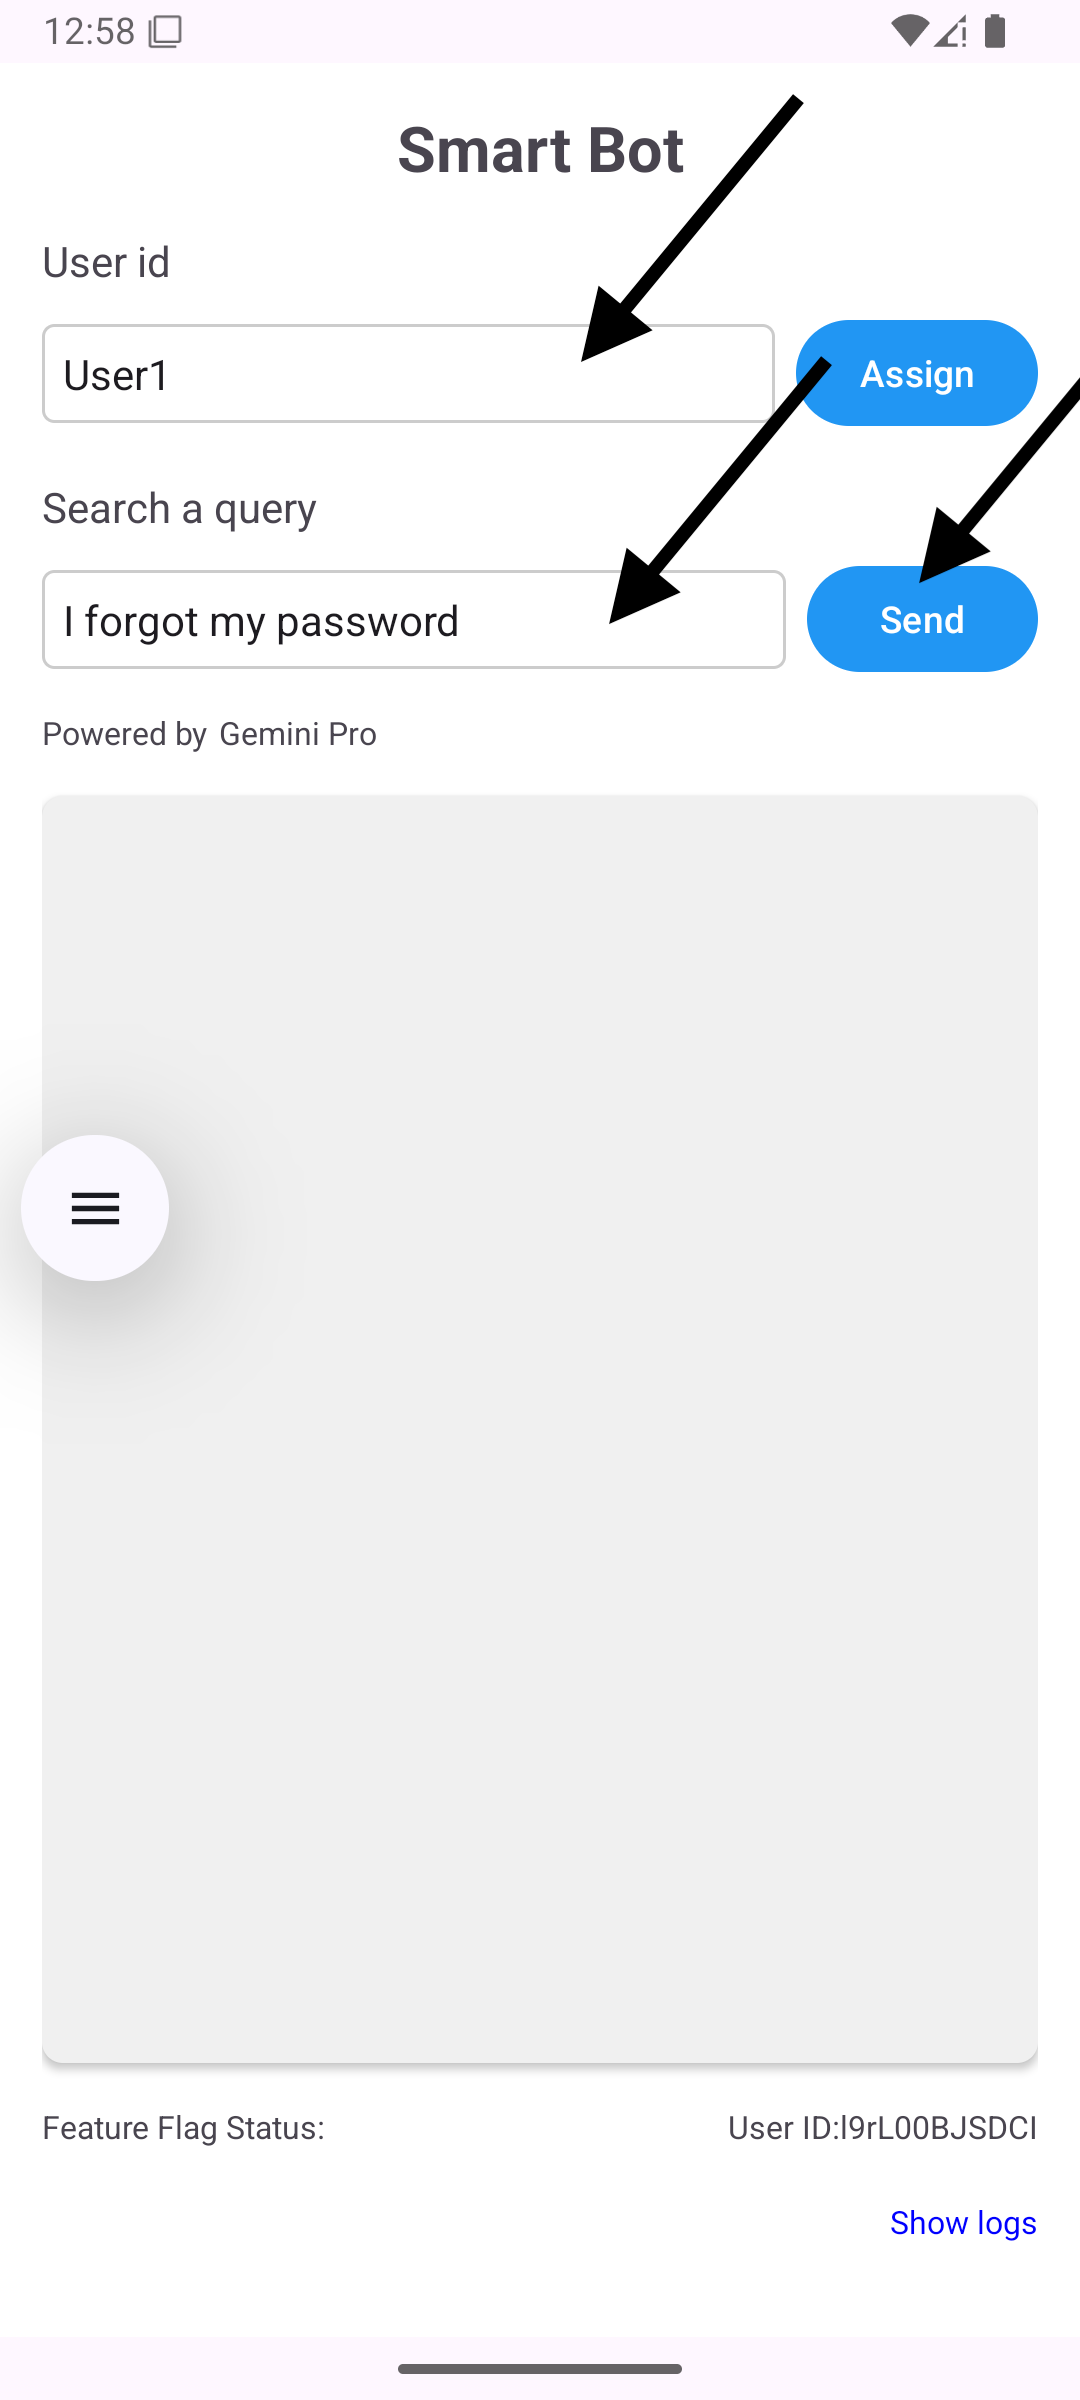 12:58
Smart Bot
User id
User1
Assign
Search a query
I forgot my password
Send
Powered by Gemini Pro
Feature Flag Status:
User ID:l9rL00BJSDCI
Show logs